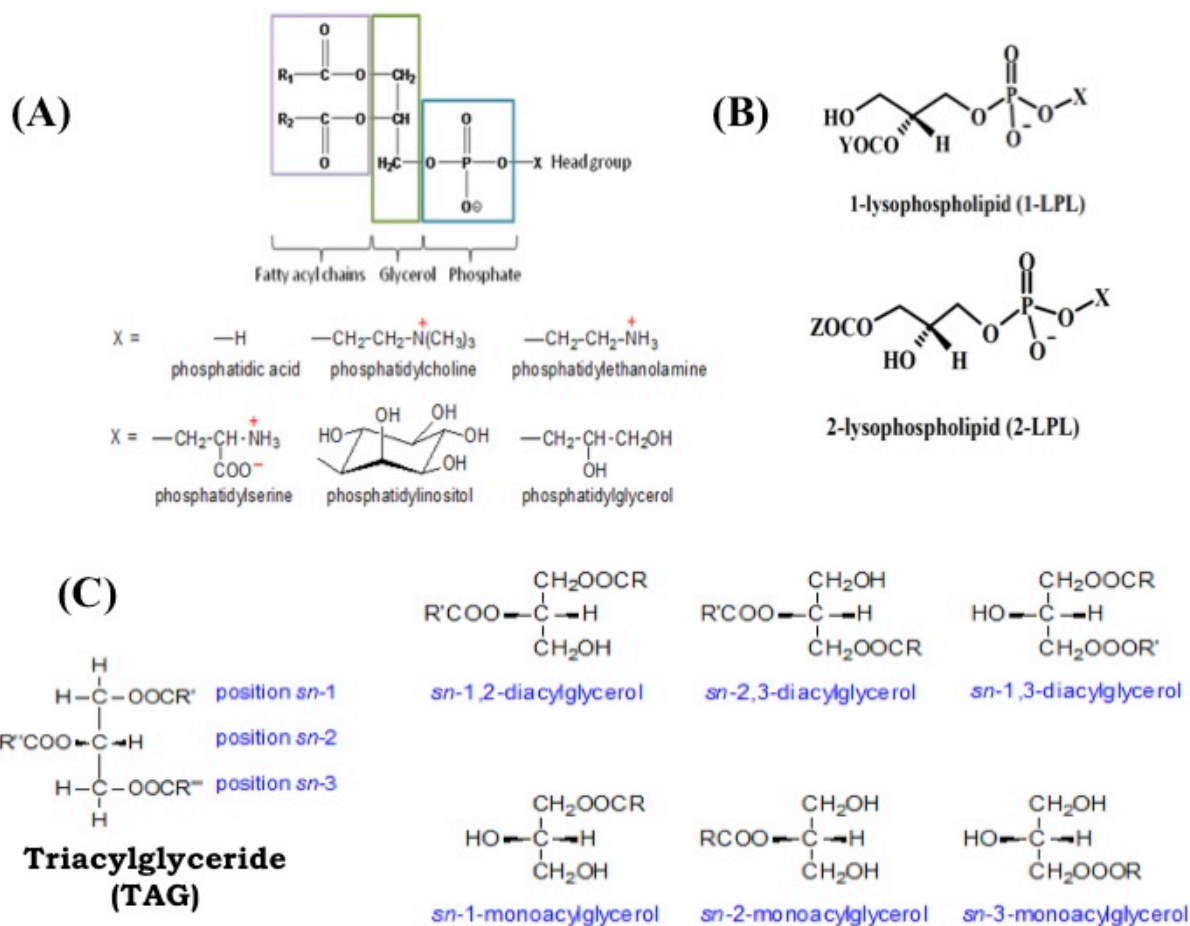 (A)
O
R₁—C—O—CH₂
R₂—C—O—CH
O
O
H₂C—O—P—O—X Head group
O⊖
Fatty acyl chains Glycerol Phosphate
X = —H —CH₂-CH₂-N(CH₃)₃ —CH₂-CH₂-NH₃
+ +
phosphatidic acid phosphatidylcholine phosphatidylethanolamine
X = —CH₂-CH-NH₃
+
COO−
phosphatidylserine
HO OH OH OH OH
phosphatidylinositol
—CH₂-CH-CH₂OH
OH
phosphatidylglycerol
(B)
O
HO O P O X
YOCO H O−
1-lysophospholipid (1-LPL)
O
ZOCO O P O X
HO H O−
2-lysophospholipid (2-LPL)
(C)
H
H—C—OOCR' position sn-1
R''COO—C—H position sn-2
H—C—OOCR''' position sn-3
H
Triacylglyceride
(TAG)
CH₂OOCR
R'COO—C—H
CH₂OH
sn-1,2-diacylglycerol
CH₂OH
R'COO—C—H
CH₂OOCR
sn-2,3-diacylglycerol
CH₂OOCR
HO—C—H
CH₂OOOR'
sn-1,3-diacylglycerol
CH₂OOCR
HO—C—H
CH₂OH
sn-1-monoacylglycerol
CH₂OH
RCOO—C—H
CH₂OH
sn-2-monoacylglycerol
CH₂OH
HO—C—H
CH₂OOOR
sn-3-monoacylglycerol